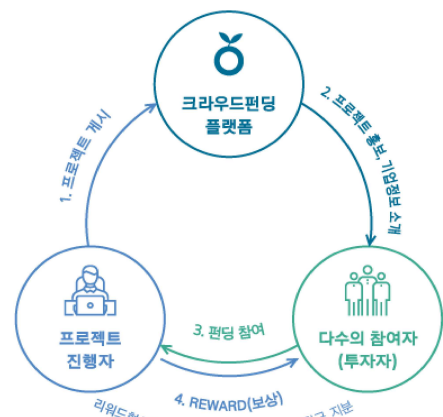 크라우드펀딩
플랫폼
1. 프로젝트 게시
2. 프로젝트 홍보, 기업정보 소개
프로젝트
진행자
3. 펀딩 참여
다수의 참여자
(투자자)
4. REWARD(보상)
지분